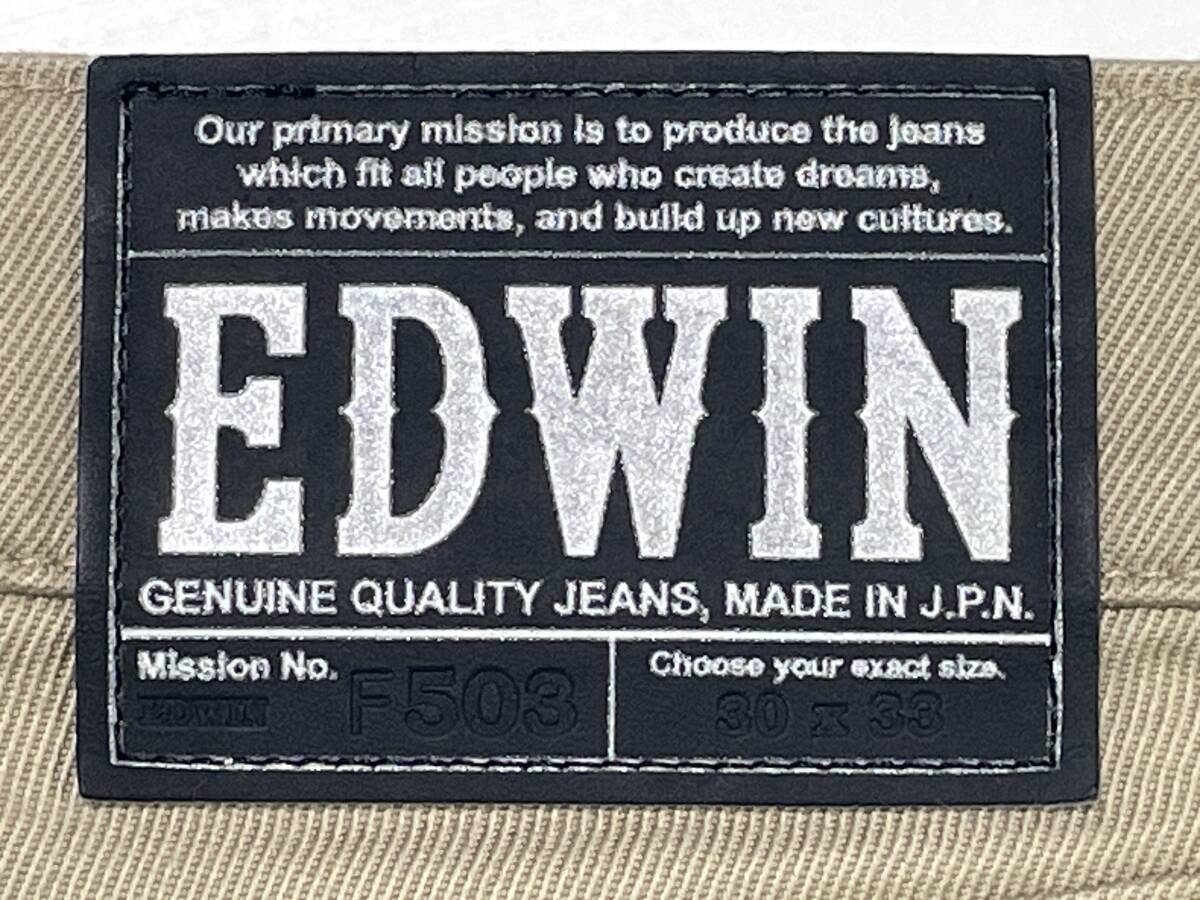 Our primary mission is to produce the jeans
which fit all people who create dreams,
makes movements, and build up new cultures.
EDWIN
GENUINE QUALITY JEANS, MADE IN J.P.N.
Mission No.
EDWIN F503
Choose your exact size.
30 x 33